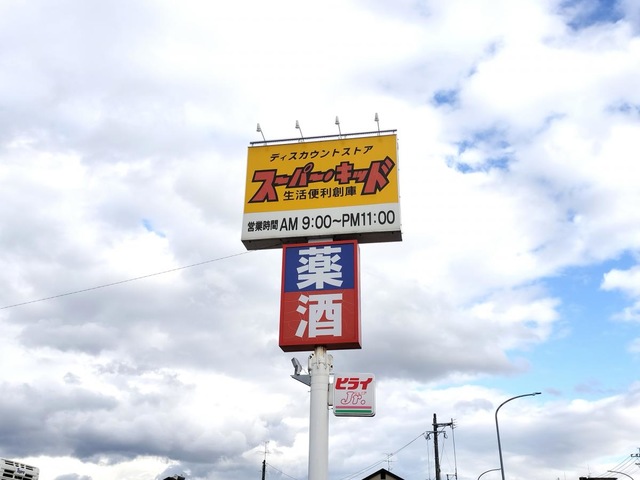 ディスカウントストア
スーパー・キッド
生活便利創庫
営業時間 AM 9:00~PM11:00
薬
酒
ヒライ
Jr.